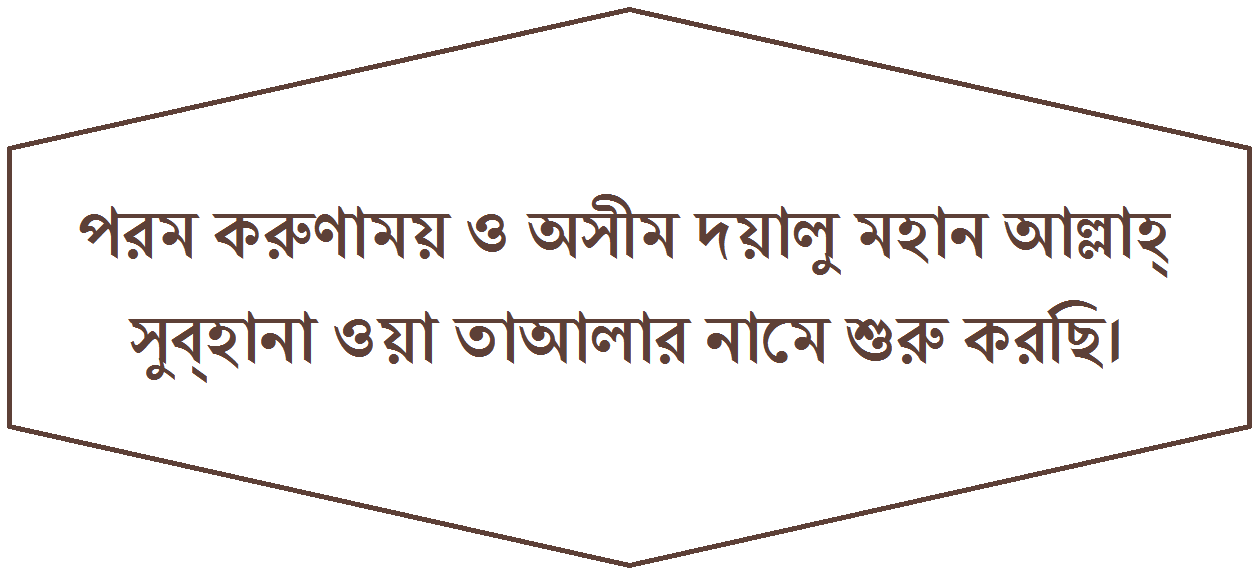 পরম করুণাময় ও অসীম দয়ালু মহান আল্লাহ্
সুব্‌হানা ওয়া তাআলার নামে শুরু করছি।